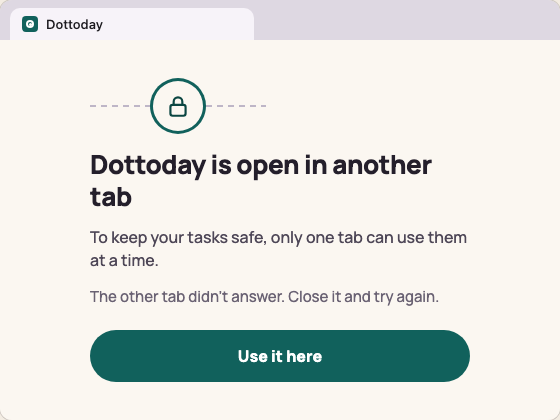 Dottoday
Dottoday is open in another
tab
To keep your tasks safe, only one tab can use them
at a time.
The other tab didn't answer. Close it and try again.
Use it here